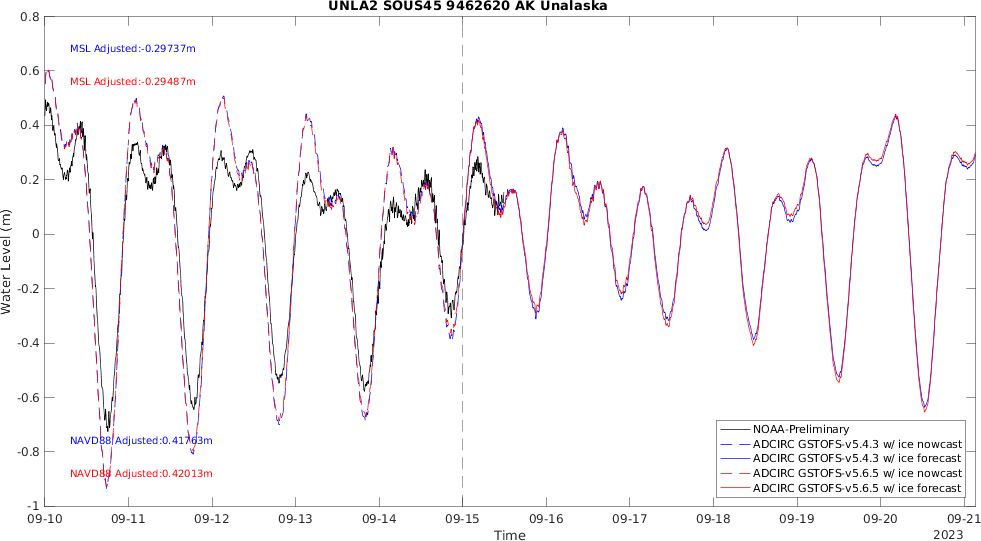 UNLA2 SOUS45 9462620 AK Unalaska
0.8
0.6
0.4
0.2
0
-0.2
-0.4
-0.6
-0.8
-1
Water Level (m)
MSL Adjusted:-0.29737m
MSL Adjusted:-0.29487m
NAVD88 Adjusted:0.41763m
NAVD88 Adjusted:0.42013m
NOAA-Preliminary
ADCIRC GSTOFS-v5.4.3 w/ ice nowcast
ADCIRC GSTOFS-v5.4.3 w/ ice forecast
ADCIRC GSTOFS-v5.6.5 w/ ice nowcast
ADCIRC GSTOFS-v5.6.5 w/ ice forecast
09-10 09-11 09-12 09-13 09-14 09-15 09-16 09-17 09-18 09-19 09-20 09-21
Time
2023